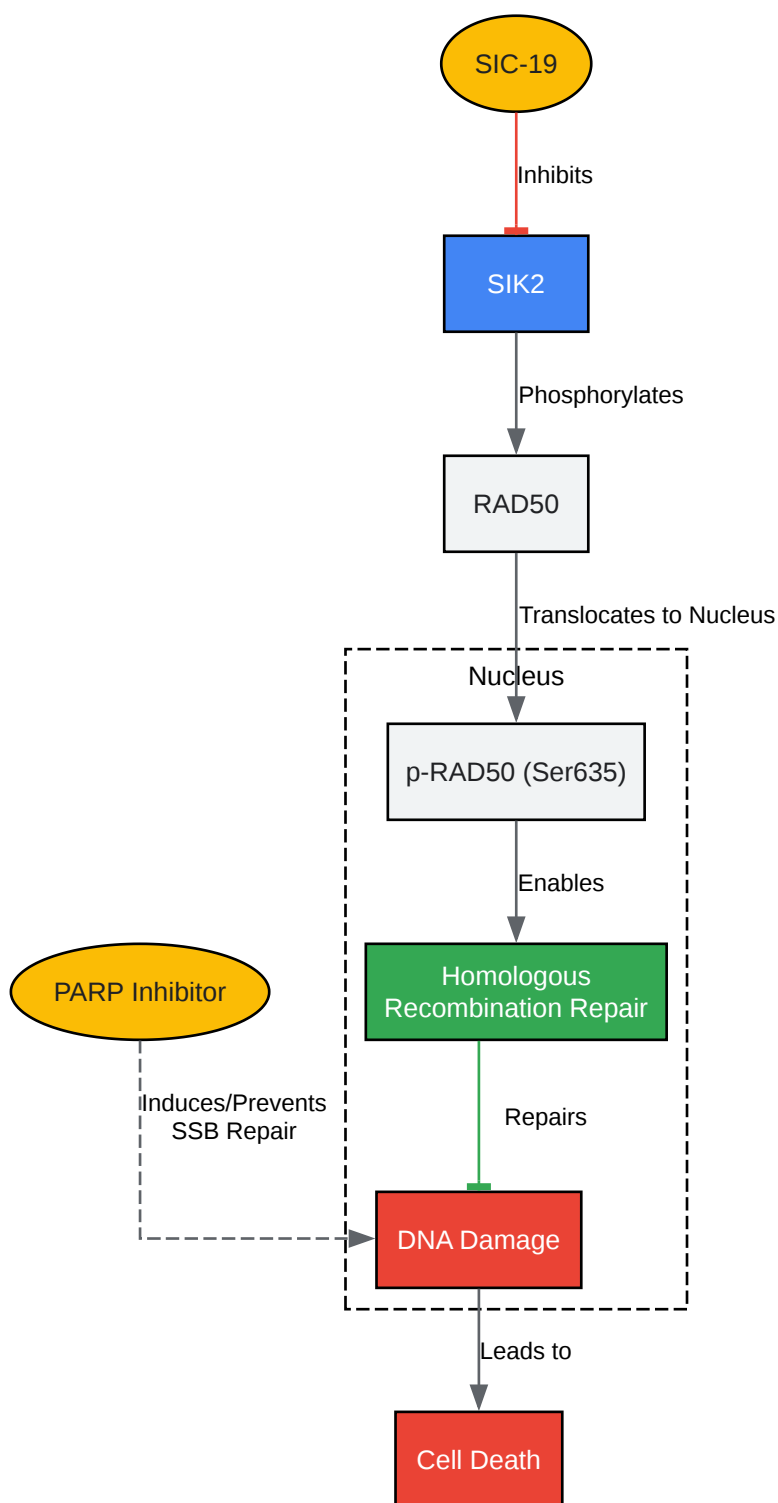 SIC-19
Inhibits
SIK2
Phosphorylates
RAD50
Translocates to Nucleus
Nucleus
p-RAD50 (Ser635)
Enables
Homologous
Recombination Repair
PARP Inhibitor
Induces/Prevents
SSB Repair
Repairs
DNA Damage
Leads to
Cell Death